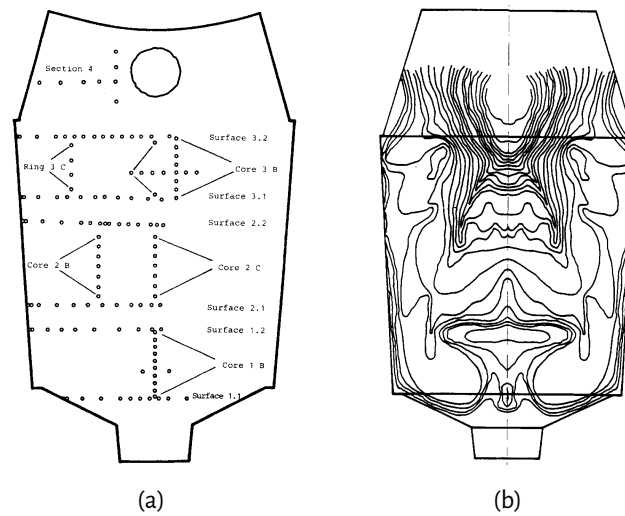 Section 4
Surface 3.2
Ring 3 C
Core 3 B
Surface 3.1
Surface 2.2
Core 2 B
Core 2 C
Surface 2.1
Surface 1.2
Core 1 B
Surface 1.1
(a)
(b)